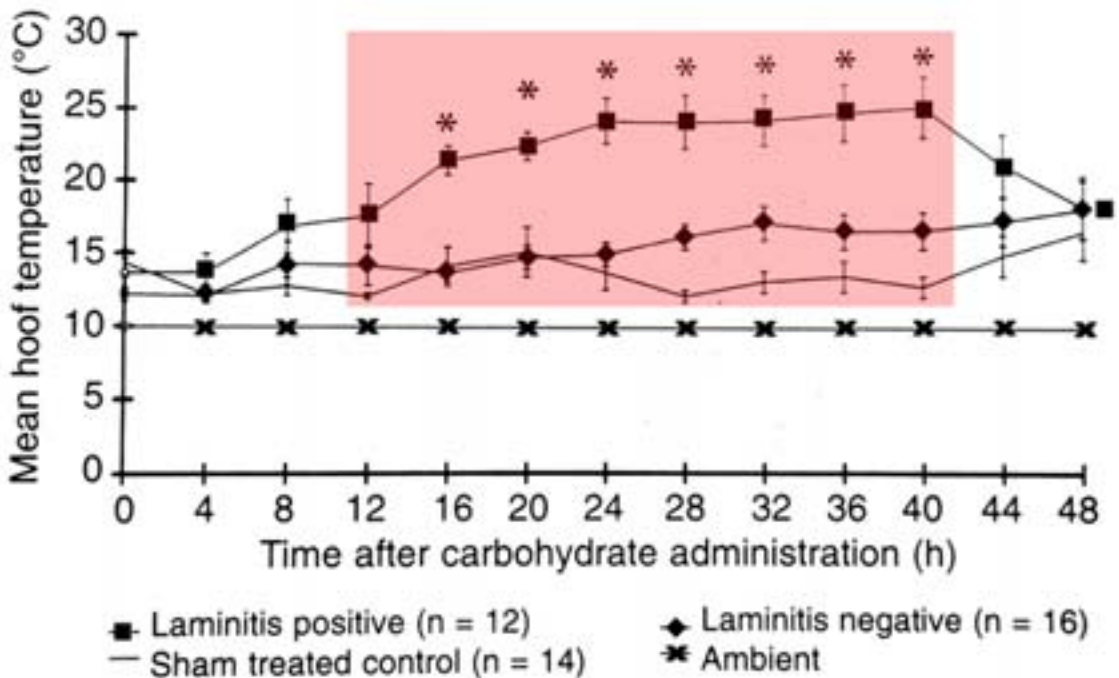 Mean hoof temperature (°C)
30
25
20
15
10
5
0
* * * * * * *
0 4 8 12 16 20 24 28 32 36 40 44 48
Time after carbohydrate administration (h)
Laminitis positive (n = 12)
Laminitis negative (n = 16)
Sham treated control (n = 14)
Ambient